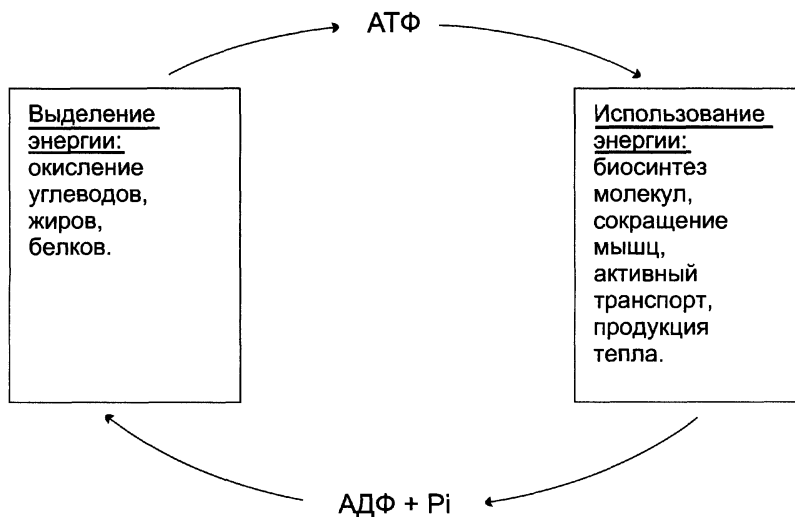 АТФ
Выделение
энергии:
окисление
углеводов,
жиров,
белков.
Использование
энергии:
биосинтез
молекул,
сокращение
мышц,
активный
транспорт,
продукция
тепла.
АДФ + Pi